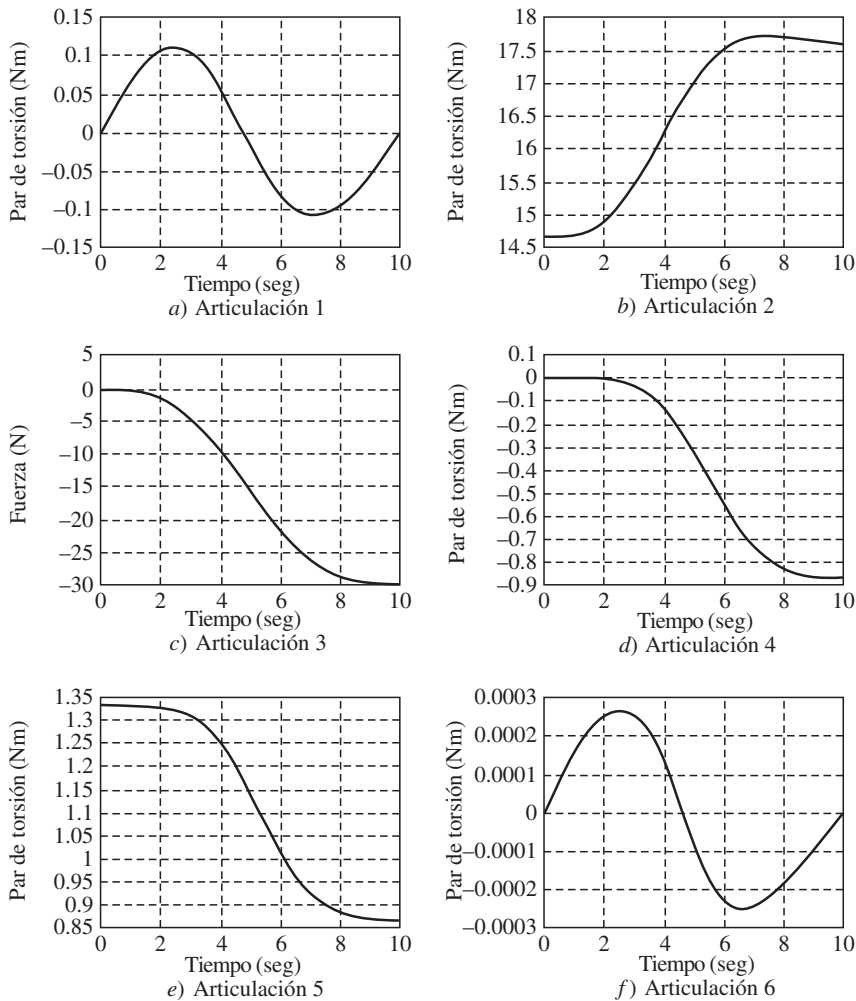 Par de torsión (Nm)
0.15
0.1
0.05
0
−0.05
−0.1
−0.15
0 2 4 6 8 10
Tiempo (seg)
a) Articulación 1
Par de torsión (Nm)
18
17.5
16.5
16
15.5
15
14.5
0 2 4 6 8 10
Tiempo (seg)
b) Articulación 2
Fuerza (N)
5
0
−5
−10
−15
−20
−25
−30
0 2 4 6 8 10
Tiempo (seg)
c) Articulación 3
Par de torsión (Nm)
0.1
0
−0.1
−0.2
−0.3
−0.4
−0.5
−0.6
−0.7
−0.8
−0.9
0 2 4 6 8 10
Tiempo (seg)
d) Articulación 4
Par de torsión (Nm)
1.35
1.3
1.25
1.2
1.15
1.1
1.05
1
0.95
0.9
0.85
0 2 4 6 8 10
Tiempo (seg)
e) Articulación 5
Par de torsión (Nm)
0.0003
0.0002
0.0001
0
−0.0001
−0.0002
−0.0003
0 2 4 6 8 10
Tiempo (seg)
f) Articulación 6